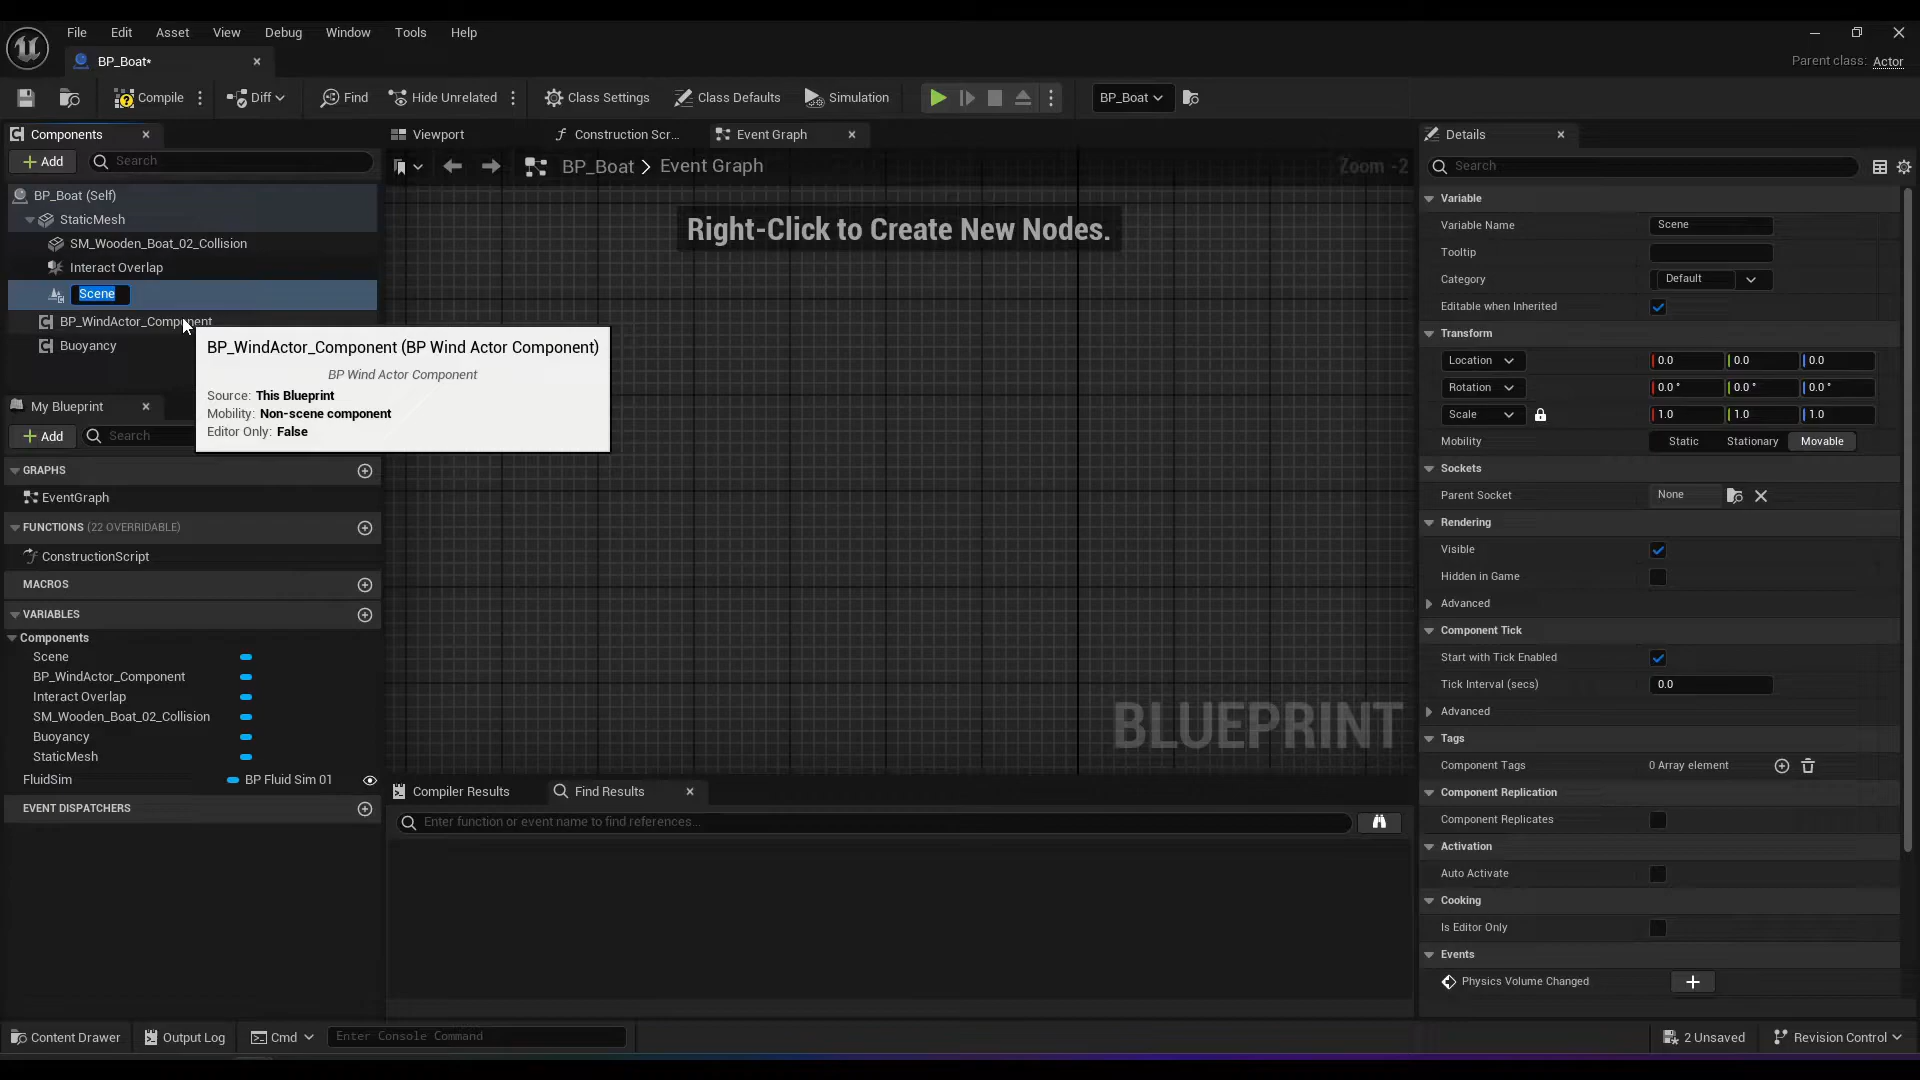 File Edit Asset View Debug Window Tools Help
BP_Boat*
Parent class: Actor
Compile Diff Find Hide Unrelated Class Settings Class Defaults Simulation BP_Boat
Components
Add Search
BP_Boat (Self)
StaticMesh
SM_Wooden_Boat_02_Collision
Interact Overlap
Scene
BP_WindActor_Component
Buoyancy
BP_WindActor_Component (BP Wind Actor Component)
BP Wind Actor Component
Source: This Blueprint
Mobility: Non-scene component
Editor Only: False
My Blueprint
Add Search
GRAPHS
EventGraph
FUNCTIONS (22 OVERRIDABLE)
ConstructionScript
MACROS
VARIABLES
Components
Scene
BP_WindActor_Component
Interact Overlap
SM_Wooden_Boat_02_Collision
Buoyancy
StaticMesh
FluidSim BP Fluid Sim 01
EVENT DISPATCHERS
Viewport Construction Scr... Event Graph
BP_Boat > Event Graph
Zoom -2
Right-Click to Create New Nodes.
BLUEPRINT
Compiler Results Find Results
Enter function or event name to find references...
Details
Search
Variable
Variable Name Scene
Tooltip
Category Default
Editable when Inherited
Transform
Location 0.0 0.0 0.0
Rotation 0.0 ° 0.0 ° 0.0 °
Scale 1.0 1.0 1.0
Mobility Static Stationary Movable
Sockets
Parent Socket None
Rendering
Visible
Hidden in Game
Advanced
Component Tick
Start with Tick Enabled
Tick Interval (secs) 0.0
Advanced
Tags
Component Tags 0 Array element
Component Replication
Component Replicates
Activation
Auto Activate
Cooking
Is Editor Only
Events
Physics Volume Changed
Content Drawer Output Log Cmd Enter Console Command 2 Unsaved Revision Control